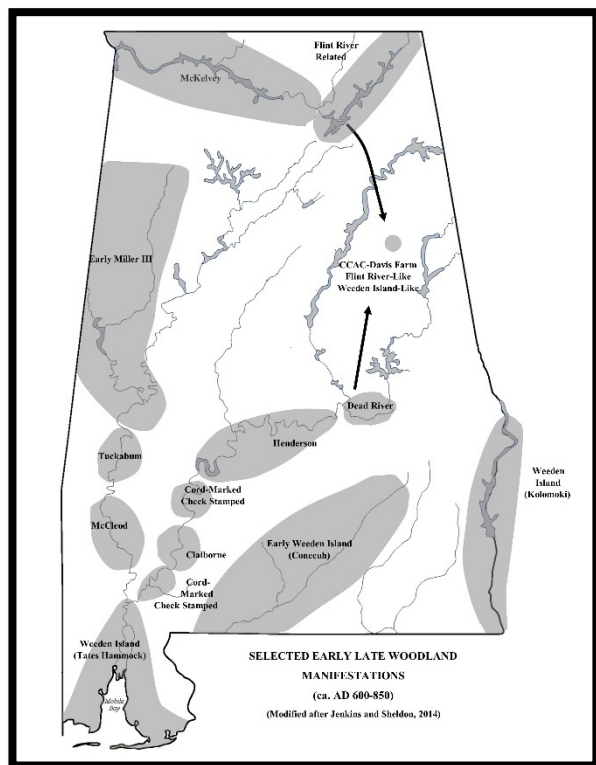 Flint River
Related
McKelvey
Early Miller III
CCAC-Davis Farm
Flint River-Like
Weeden Island-Like
Dead River
Henderson
Tuckabum
Cord-Marked
Check Stamped
Weeden
Island
(Kolomoki)
McCleod
Claiborne
Early Weeden Island
(Conecuh)
Cord-
Marked
Check Stamped
Weeden Island
(Tates Hammock)
Mobile
Bay
SELECTED EARLY LATE WOODLAND
MANIFESTATIONS
(ca. AD 600-850)
(Modified after Jenkins and Sheldon, 2014)